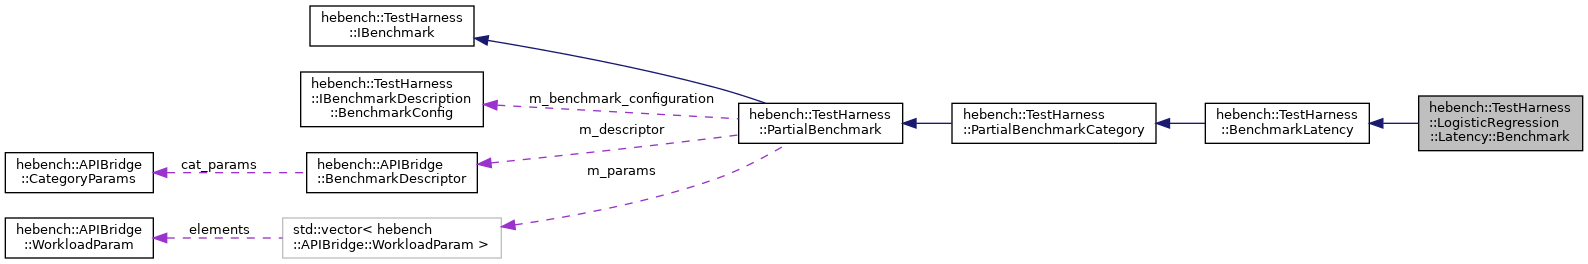 hebench::TestHarness
::IBenchmark
hebench::TestHarness
::IBenchmarkDescription
::BenchmarkConfig
m_benchmark_configuration
hebench::TestHarness
::PartialBenchmark
hebench::TestHarness
::PartialBenchmarkCategory
hebench::TestHarness
::BenchmarkLatency
hebench::TestHarness
::LogisticRegression
::Latency::Benchmark
m_descriptor
hebench::APIBridge
::CategoryParams
cat_params
hebench::APIBridge
::BenchmarkDescriptor
m_params
hebench::APIBridge
::WorkloadParam
elements
std::vector< hebench
::APIBridge::WorkloadParam >